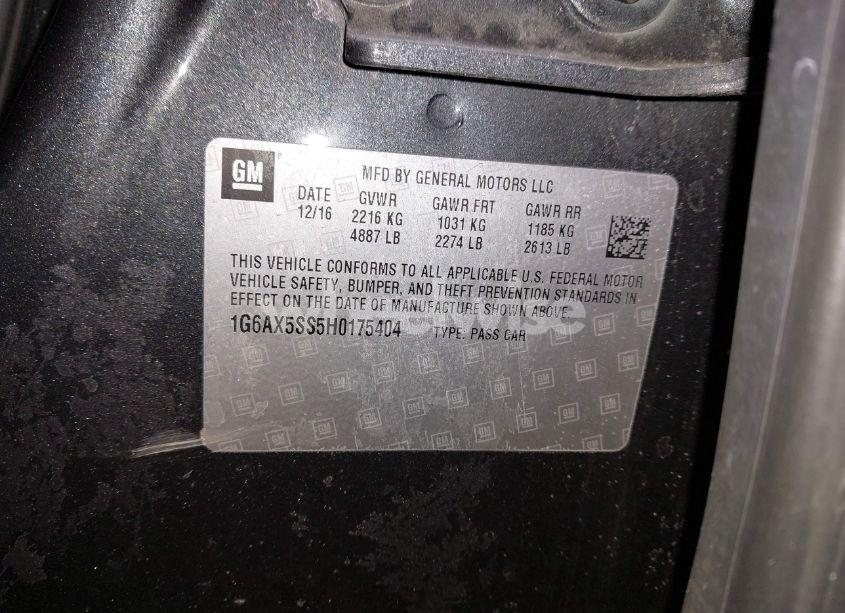 GM
MFD BY GENERAL MOTORS LLC
DATE GVWR GAWR FRT GAWR RR
12/16 2216 KG 1031 KG 1185 KG
4887 LB 2274 LB 2613 LB
THIS VEHICLE CONFORMS TO ALL APPLICABLE U.S. FEDERAL MOTOR
VEHICLE SAFETY, BUMPER, AND THEFT PREVENTION STANDARDS IN
EFFECT ON THE DATE OF MANUFACTURE SHOWN ABOVE.
1G6AX5SS5H0175404 TYPE: PASS CAR